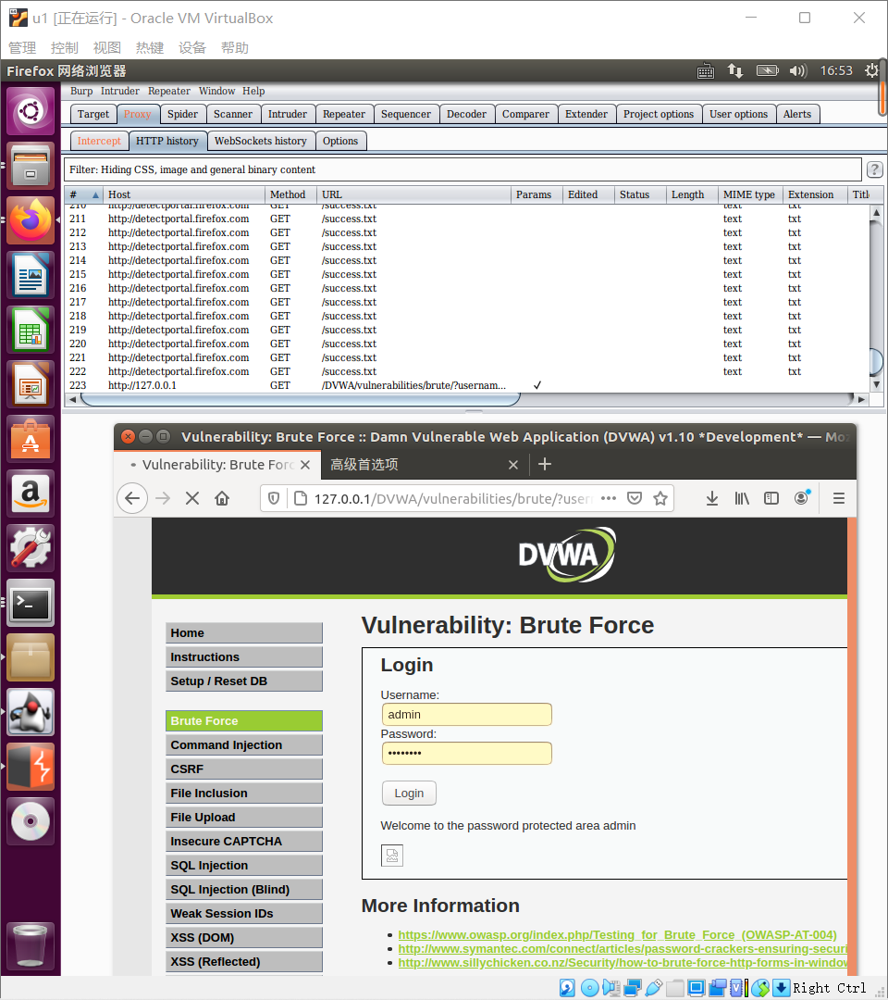 u1 [正在运行] - Oracle VM VirtualBox
管理 控制 视图 热键 设备 帮助
Firefox 网络浏览器 16:53
Burp Intruder Repeater Window Help
Target Proxy Spider Scanner Intruder Repeater Sequencer Decoder Comparer Extender Project options User options Alerts
Intercept HTTP history WebSockets history Options
Filter: Hiding CSS, image and general binary content ?
# Host Method URL Params Edited Status Length MIME type Extension Titl
210 http://detectportal.firefox.com GET /success.txt text txt
211 http://detectportal.firefox.com GET /success.txt text txt
212 http://detectportal.firefox.com GET /success.txt text txt
213 http://detectportal.firefox.com GET /success.txt text txt
214 http://detectportal.firefox.com GET /success.txt text txt
215 http://detectportal.firefox.com GET /success.txt text txt
216 http://detectportal.firefox.com GET /success.txt text txt
217 http://detectportal.firefox.com GET /success.txt text txt
218 http://detectportal.firefox.com GET /success.txt text txt
219 http://detectportal.firefox.com GET /success.txt text txt
220 http://detectportal.firefox.com GET /success.txt text txt
221 http://detectportal.firefox.com GET /success.txt text txt
222 http://detectportal.firefox.com GET /success.txt text txt
223 http://127.0.0.1 GET /DVWA/vulnerabilities/brute/?usernam... ✓
Vulnerability: Brute Force :: Damn Vulnerable Web Application (DVWA) v1.10 *Development* — Mo
Vulnerability: Brute Forc 高级首选项
127.0.0.1/DVWA/vulnerabilities/brute/?user
DVWA
Home
Instructions
Setup / Reset DB
Brute Force
Command Injection
CSRF
File Inclusion
File Upload
Insecure CAPTCHA
SQL Injection
SQL Injection (Blind)
Weak Session IDs
XSS (DOM)
XSS (Reflected)
Vulnerability: Brute Force
Login
Username:
admin
Password:
••••••••
Login
Welcome to the password protected area admin
More Information
https://www.owasp.org/index.php/Testing_for_Brute_Force_(OWASP-AT-004)
http://www.symantec.com/connect/articles/password-crackers-ensuring-securi
http://www.sillychicken.co.nz/Security/how-to-brute-force-http-forms-in-window
Right Ctrl